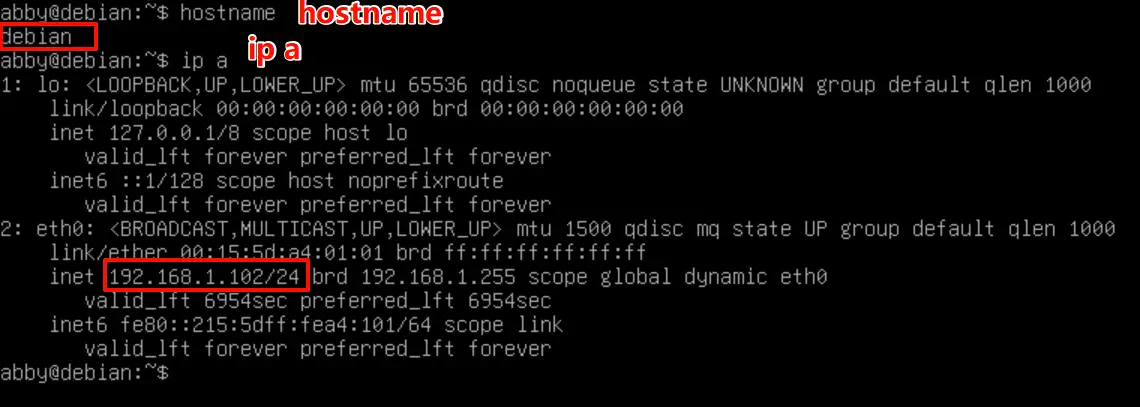 abby@debian:~$ hostname hostname
debian
abby@debian:~$ ip a ip a
1: lo: <LOOPBACK,UP,LOWER_UP> mtu 65536 qdisc noqueue state UNKNOWN group default qlen 1000
link/loopback 00:00:00:00:00:00 brd 00:00:00:00:00:00
inet 127.0.0.1/8 scope host lo
valid_lft forever preferred_lft forever
inet6 ::1/128 scope host noprefixroute
valid_lft forever preferred_lft forever
2: eth0: <BROADCAST,MULTICAST,UP,LOWER_UP> mtu 1500 qdisc mq state UP group default qlen 1000
link/ether 00:15:5d:a4:01:01 brd ff:ff:ff:ff:ff:ff
inet 192.168.1.102/24 brd 192.168.1.255 scope global dynamic eth0
valid_lft 6954sec preferred_lft 6954sec
inet6 fe80::215:5dff:fea4:101/64 scope link
valid_lft forever preferred_lft forever
abby@debian:~$